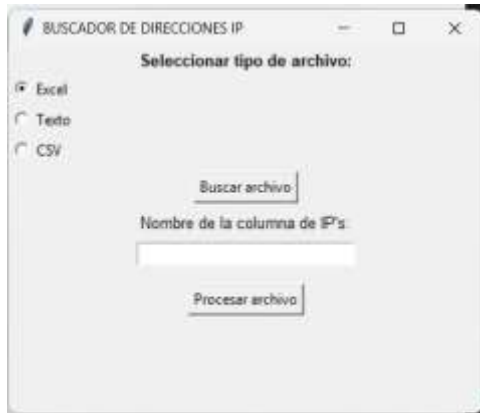 BUSCADOR DE DIRECCIONES IP
Seleccionar tipo de archivo:
Excel
Texto
CSV
Buscar archivo
Nombre de la columna de IP's:
Procesar archivo